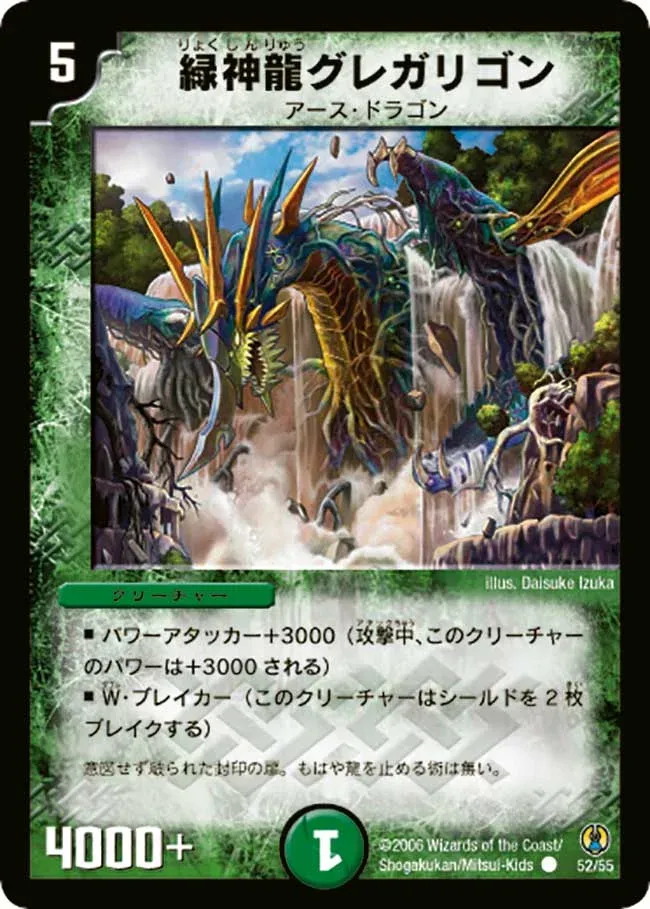 5
りょくしんりゅう
緑神龍グレガリゴン
アース・ドラゴン
illus. Daisuke Izuka
クリーチャー
■ パワーアタッカー+3000（攻撃中、このクリーチャー
のパワーは+3000 される）
■ W・ブレイカー（このクリーチャーはシールドを 2 枚
ブレイクする）
意図せず破られた封印の扉。もはや龍を止める術は無い。
4000+
1
©2006 Wizards of the Coast/
Shogakukan/Mitsui-Kids
52/55